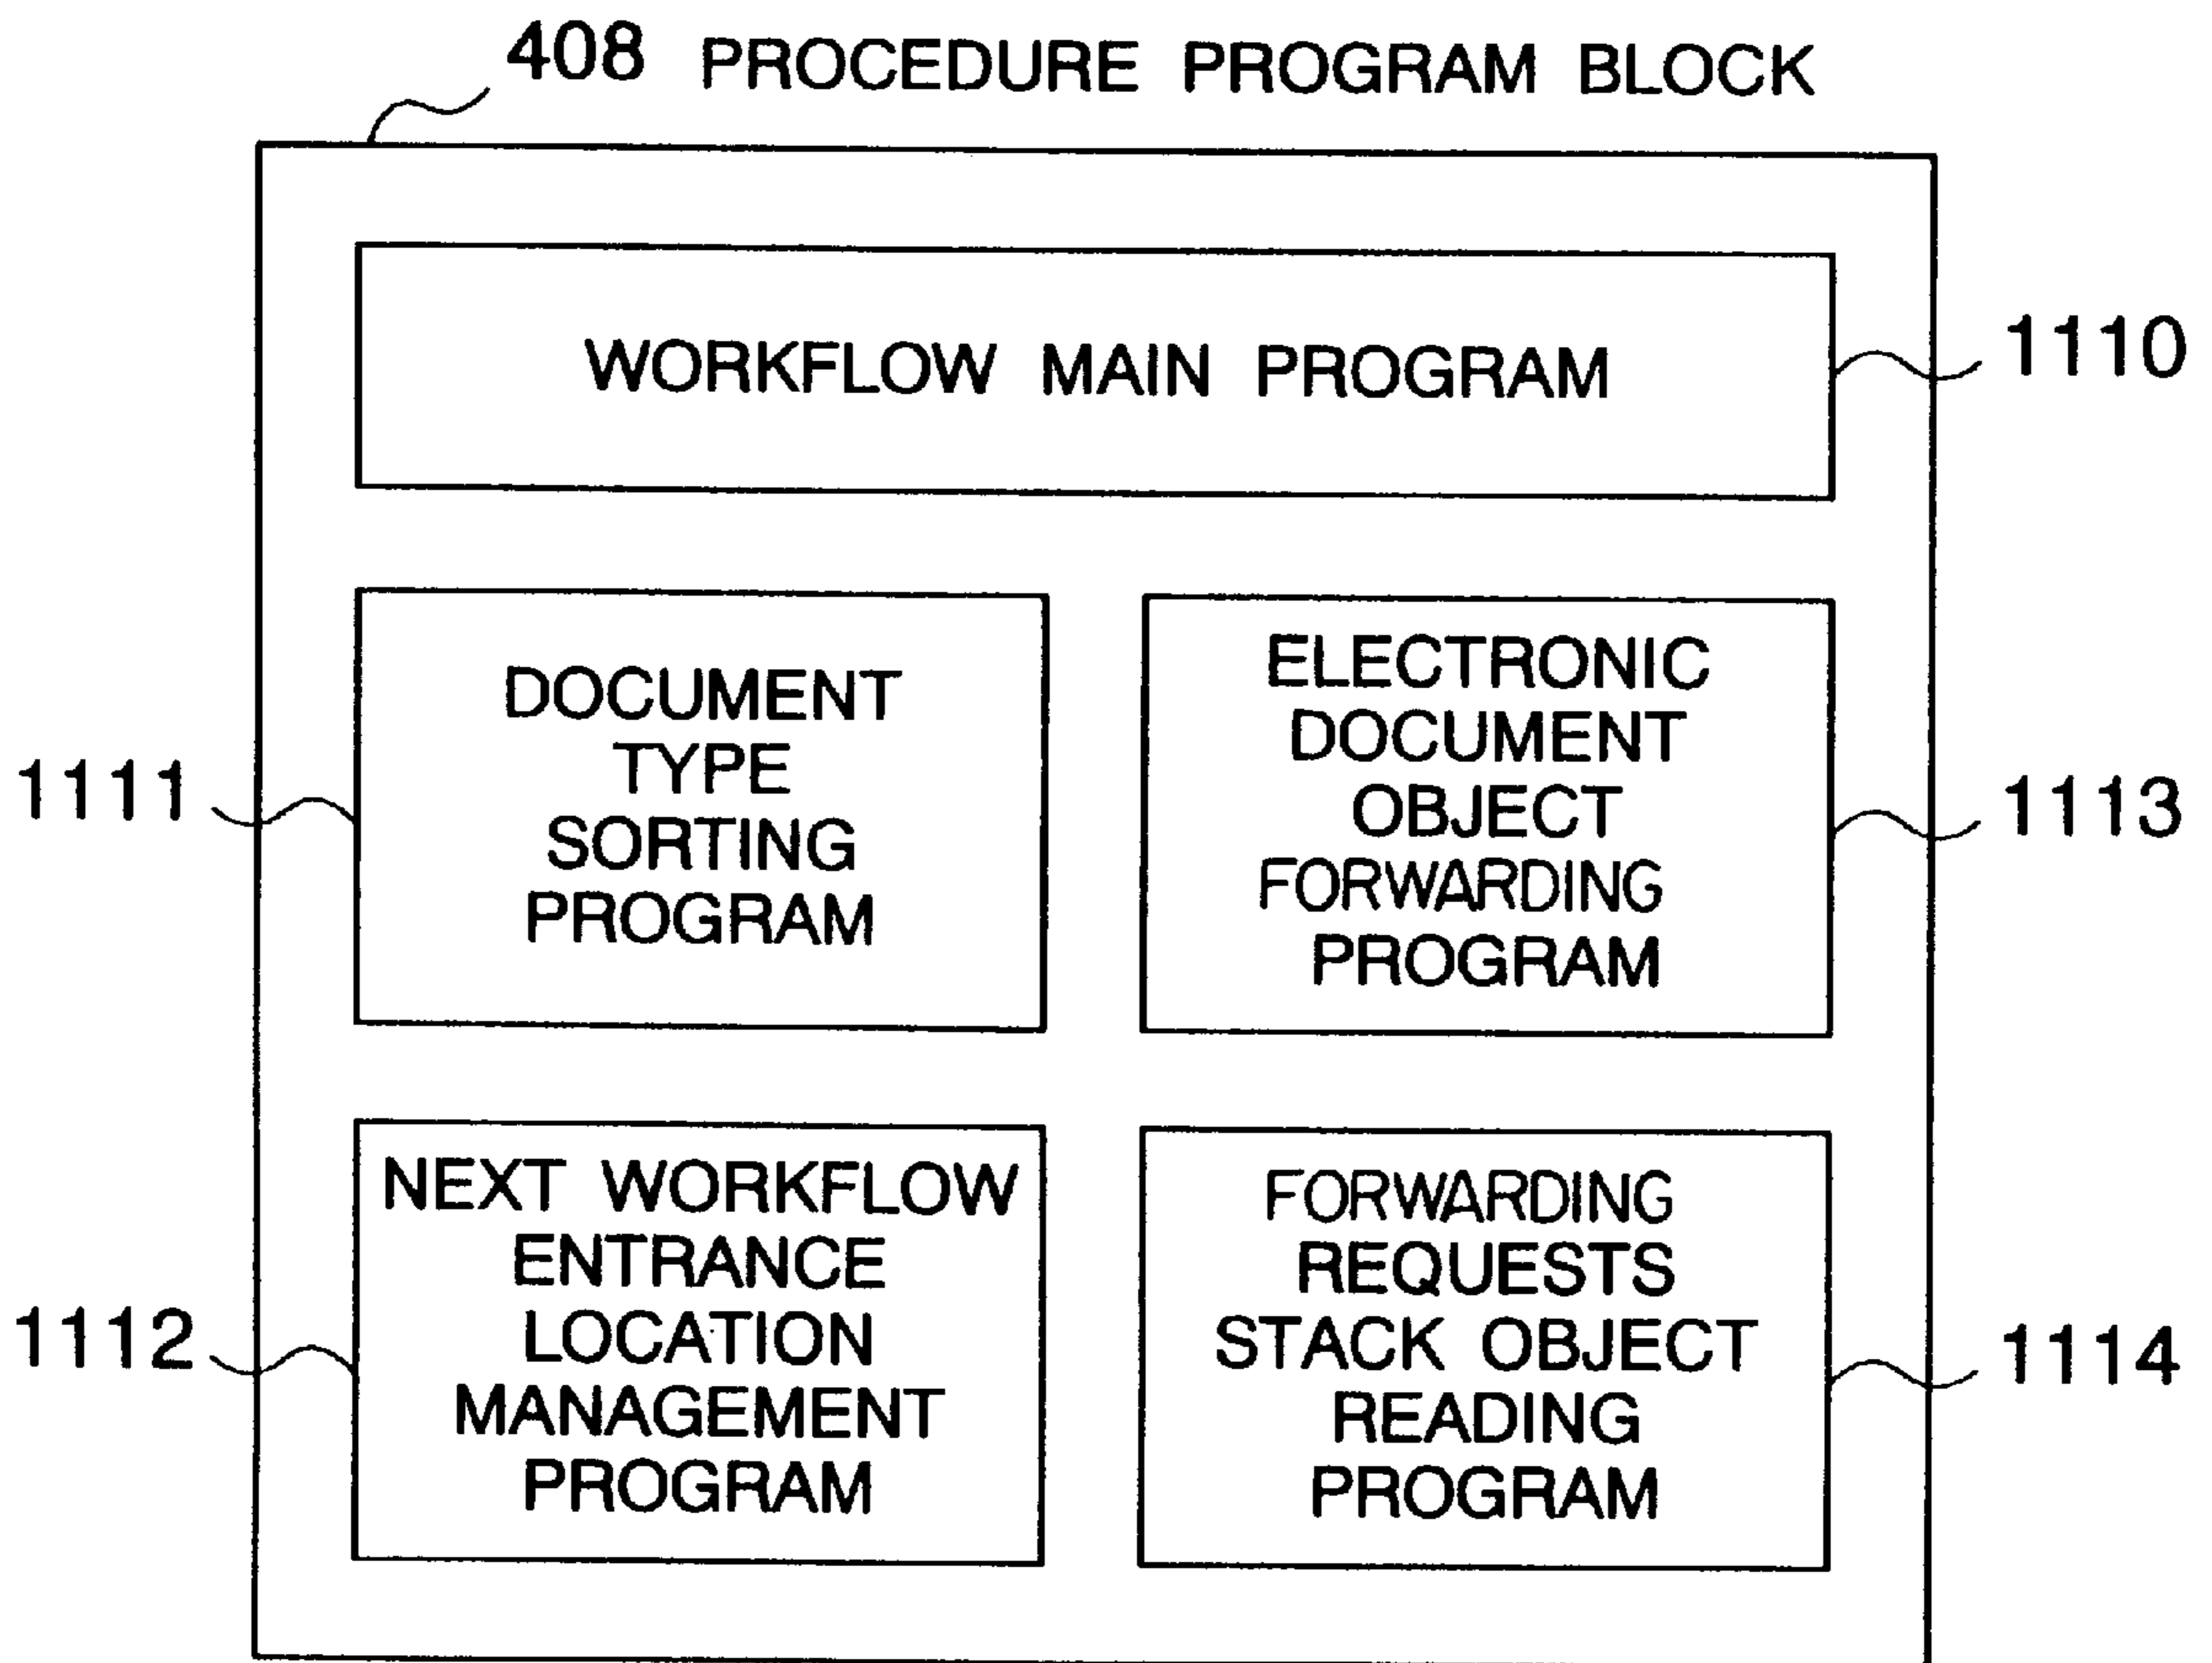 408 PROCEDURE PROGRAM BLOCK
WORKFLOW MAIN PROGRAM
1110
DOCUMENT
TYPE
SORTING
PROGRAM
1111
ELECTRONIC
DOCUMENT
OBJECT
FORWARDING
PROGRAM
1113
NEXT WORKFLOW
ENTRANCE
LOCATION
MANAGEMENT
PROGRAM
1112
FORWARDING
REQUESTS
STACK OBJECT
READING
PROGRAM
1114